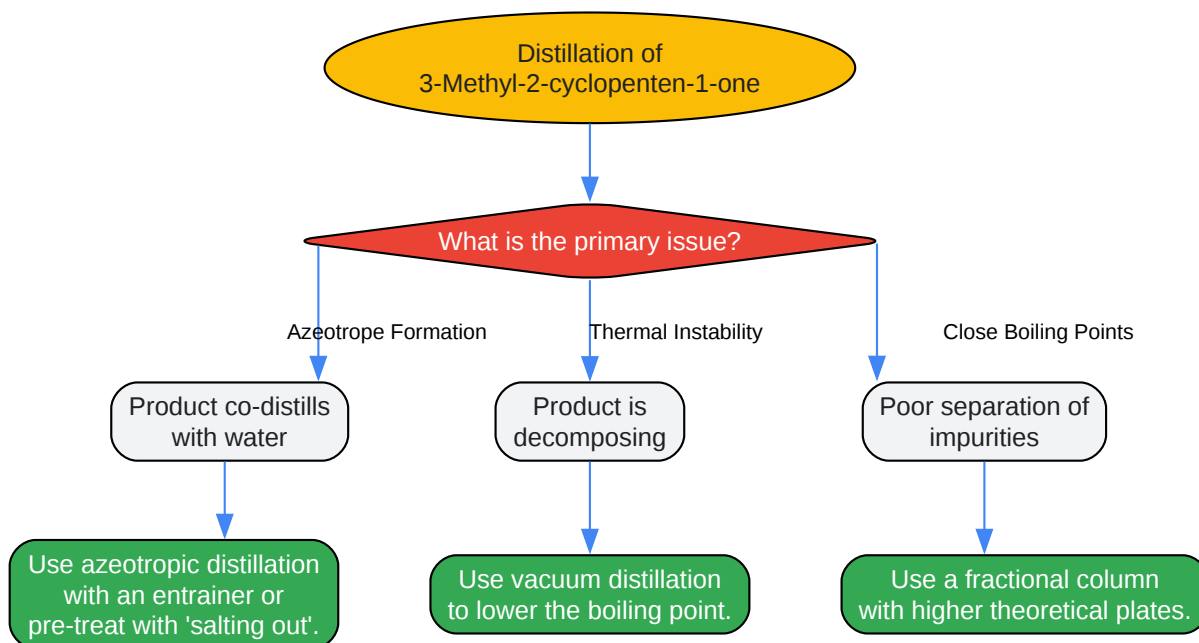 Distillation of
3-Methyl-2-cyclopenten-1-one
What is the primary issue?
Azeotrope Formation
Thermal Instability
Close Boiling Points
Product co-distills
with water
Product is
decomposing
Poor separation of
impurities
Use azeotropic distillation
with an entrainer or
pre-treat with 'salting out'.
Use vacuum distillation
to lower the boiling point.
Use a fractional column
with higher theoretical plates.